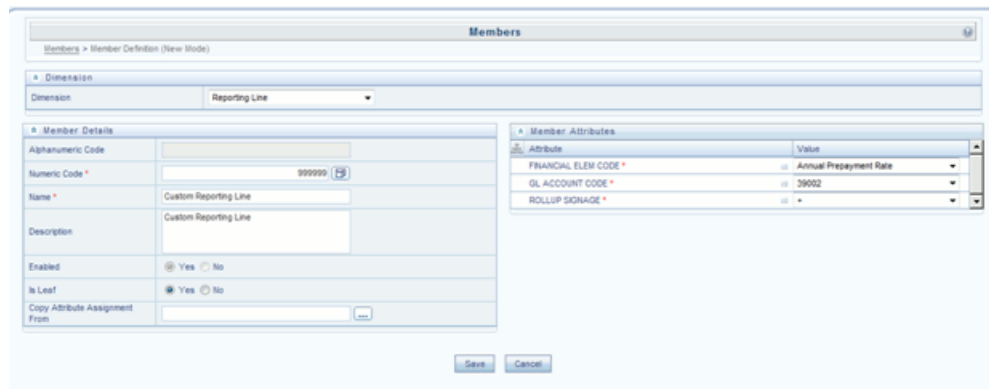 Members
Members > Member Definition (New Mode)
Dimension
Dimension Reporting Line
Member Details
Alphanumeric Code
Numeric Code * 999999
Name * Custom Reporting Line
Description Custom Reporting Line
Enabled Yes No
Is Leaf Yes No
Copy Attribute Assignment
From ...
Member Attributes
Attribute Value
FINANCIAL ELEM CODE * Annual Prepayment Rate
GL ACCOUNT CODE * 39002
ROLLUP SIGNAGE * +
Save Cancel